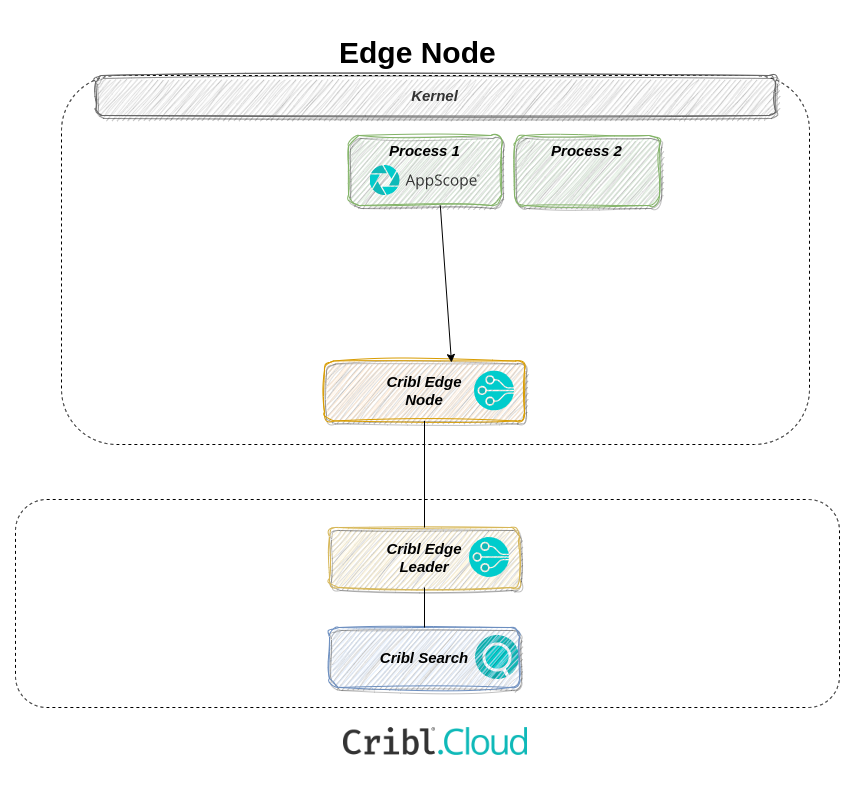 Edge Node
Kernel
Process 1
Process 2
AppScope
Cribl Edge
Node
Cribl Edge
Leader
Cribl Search
Cribl.Cloud